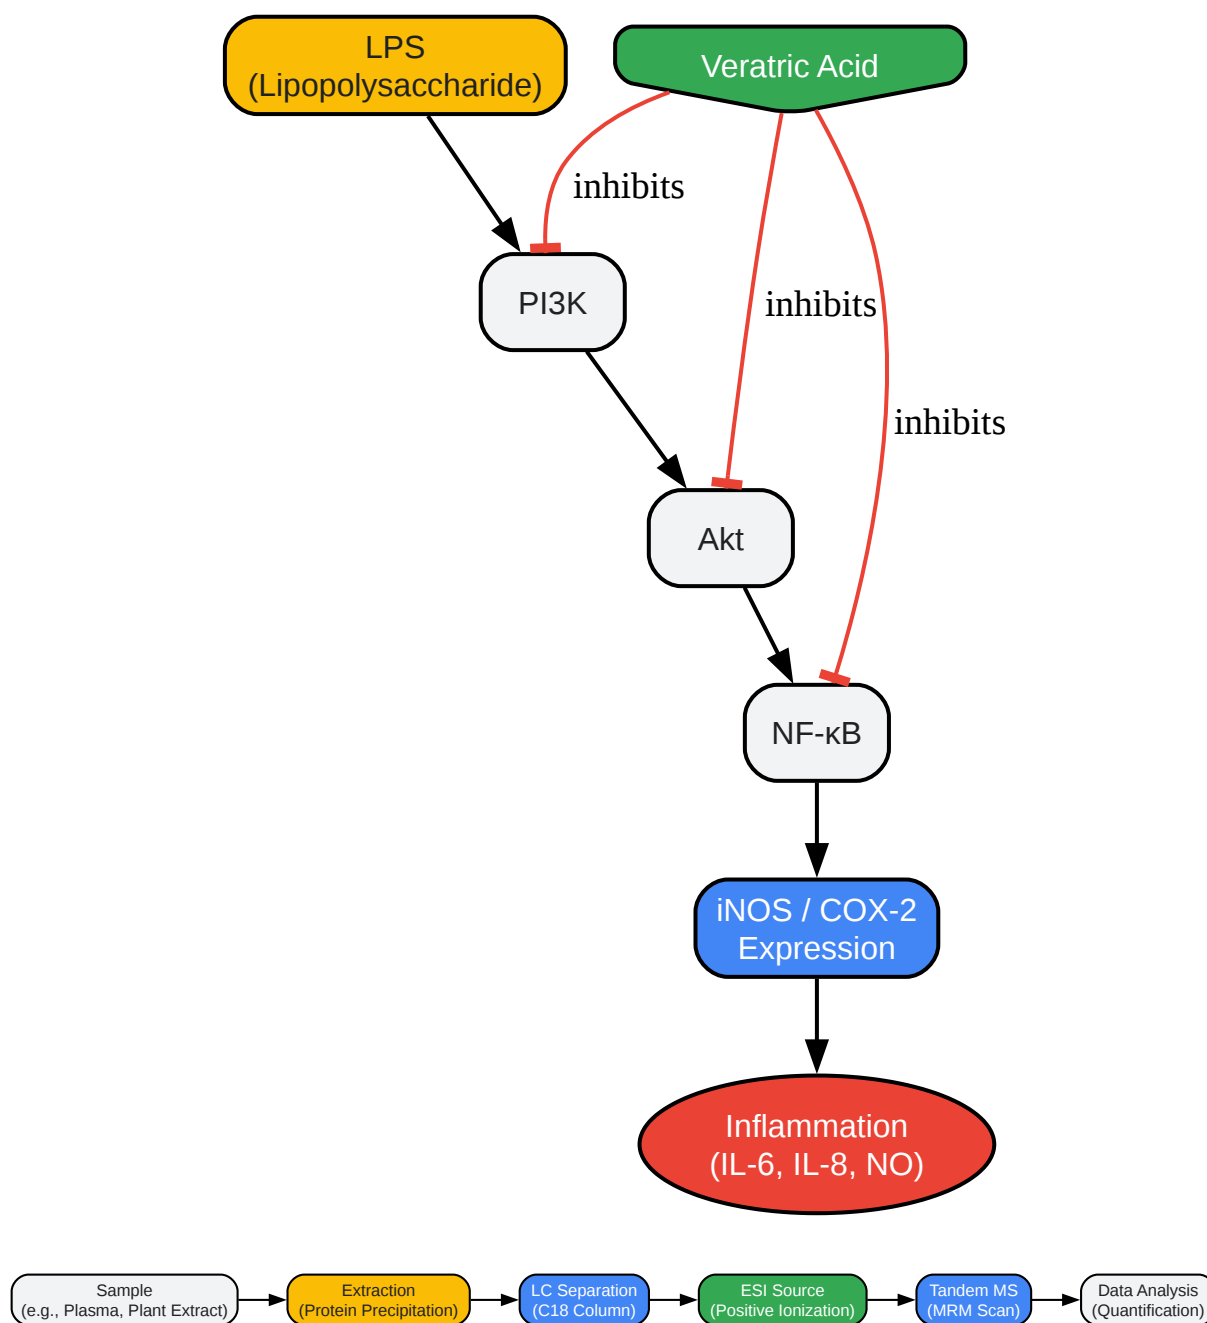 LPS
(Lipopolysaccharide)
Veratric Acid
inhibits
PI3K
inhibits
inhibits
Akt
NF-κB
iNOS / COX-2
Expression
Inflammation
(IL-6, IL-8, NO)
Sample
(e.g., Plasma, Plant Extract)
Extraction
(Protein Precipitation)
LC Separation
(C18 Column)
ESI Source
(Positive Ionization)
Tandem MS
(MRM Scan)
Data Analysis
(Quantification)